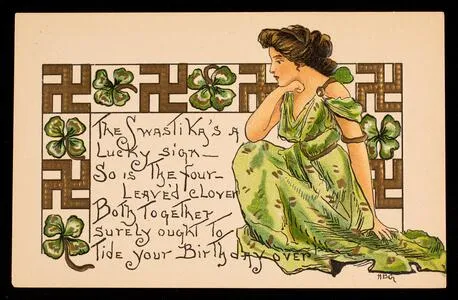 The Swastika's a
Lucky sign —
So is The Four-
Leaved Clover
Both Together
surely ought To
Tide your Birthday over